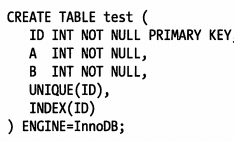 CREATE TABLE test (
ID INT NOT NULL PRIMARY KEY,
A INT NOT NULL,
B INT NOT NULL,
UNIQUE(ID),
INDEX(ID)
) ENGINE=InnoDB;